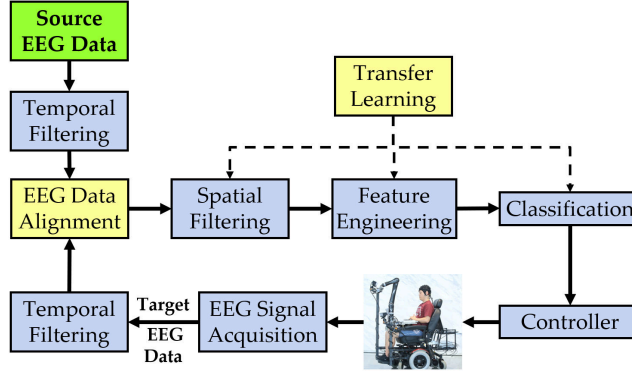 Source
EEG Data
Temporal
Filtering
Transfer
Learning
EEG Data
Alignment
Spatial
Filtering
Feature
Engineering
Classification
Temporal
Filtering
Target
EEG
Data
EEG Signal
Acquisition
Controller